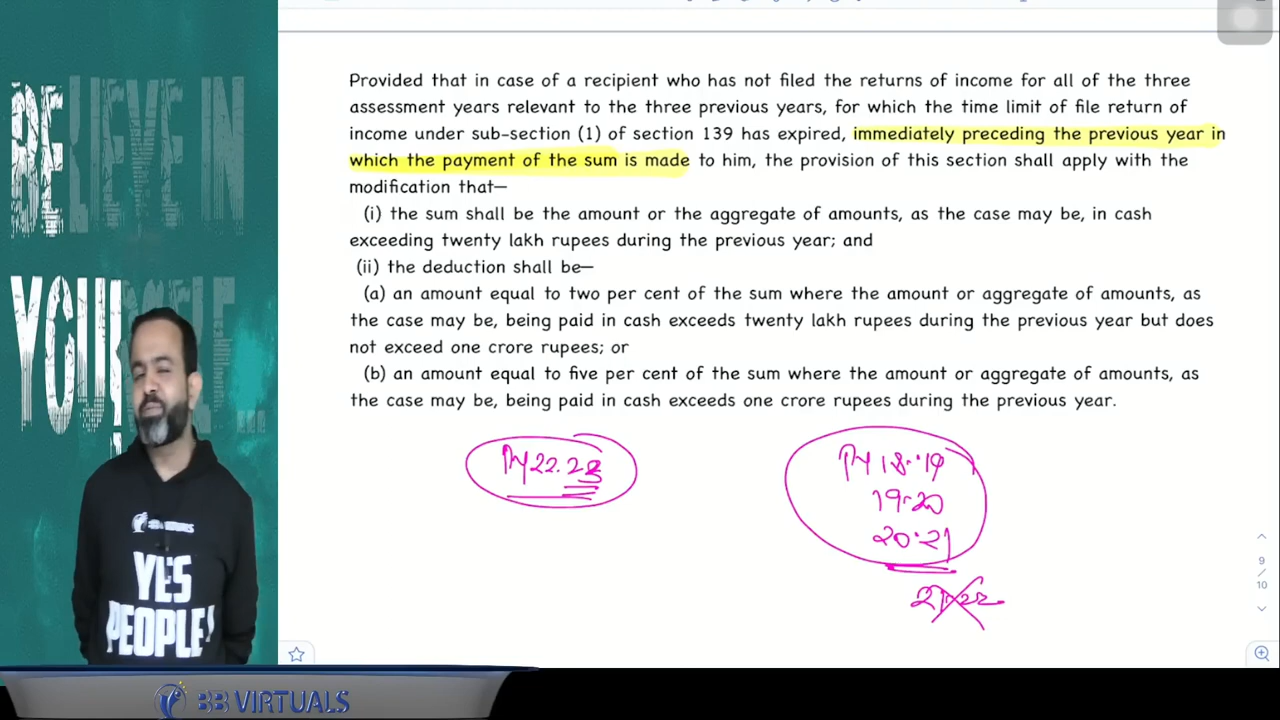 BELIEVE IN
YOURSELF...
YES
PEOPLE!
BB VIRTUALS
Provided that in case of a recipient who has not filed the returns of income for all of the three
assessment years relevant to the three previous years, for which the time limit of file return of
income under sub-section (1) of section 139 has expired, immediately preceding the previous year in
which the payment of the sum is made to him, the provision of this section shall apply with the
modification that—
(i) the sum shall be the amount or the aggregate of amounts, as the case may be, in cash
exceeding twenty lakh rupees during the previous year; and
(ii) the deduction shall be—
(a) an amount equal to two per cent of the sum where the amount or aggregate of amounts, as
the case may be, being paid in cash exceeds twenty lakh rupees during the previous year but does
not exceed one crore rupees; or
(b) an amount equal to five per cent of the sum where the amount or aggregate of amounts, as
the case may be, being paid in cash exceeds one crore rupees during the previous year.
PY 22.23
PY 18.19
19.20
20.21
21.22
9
/
10